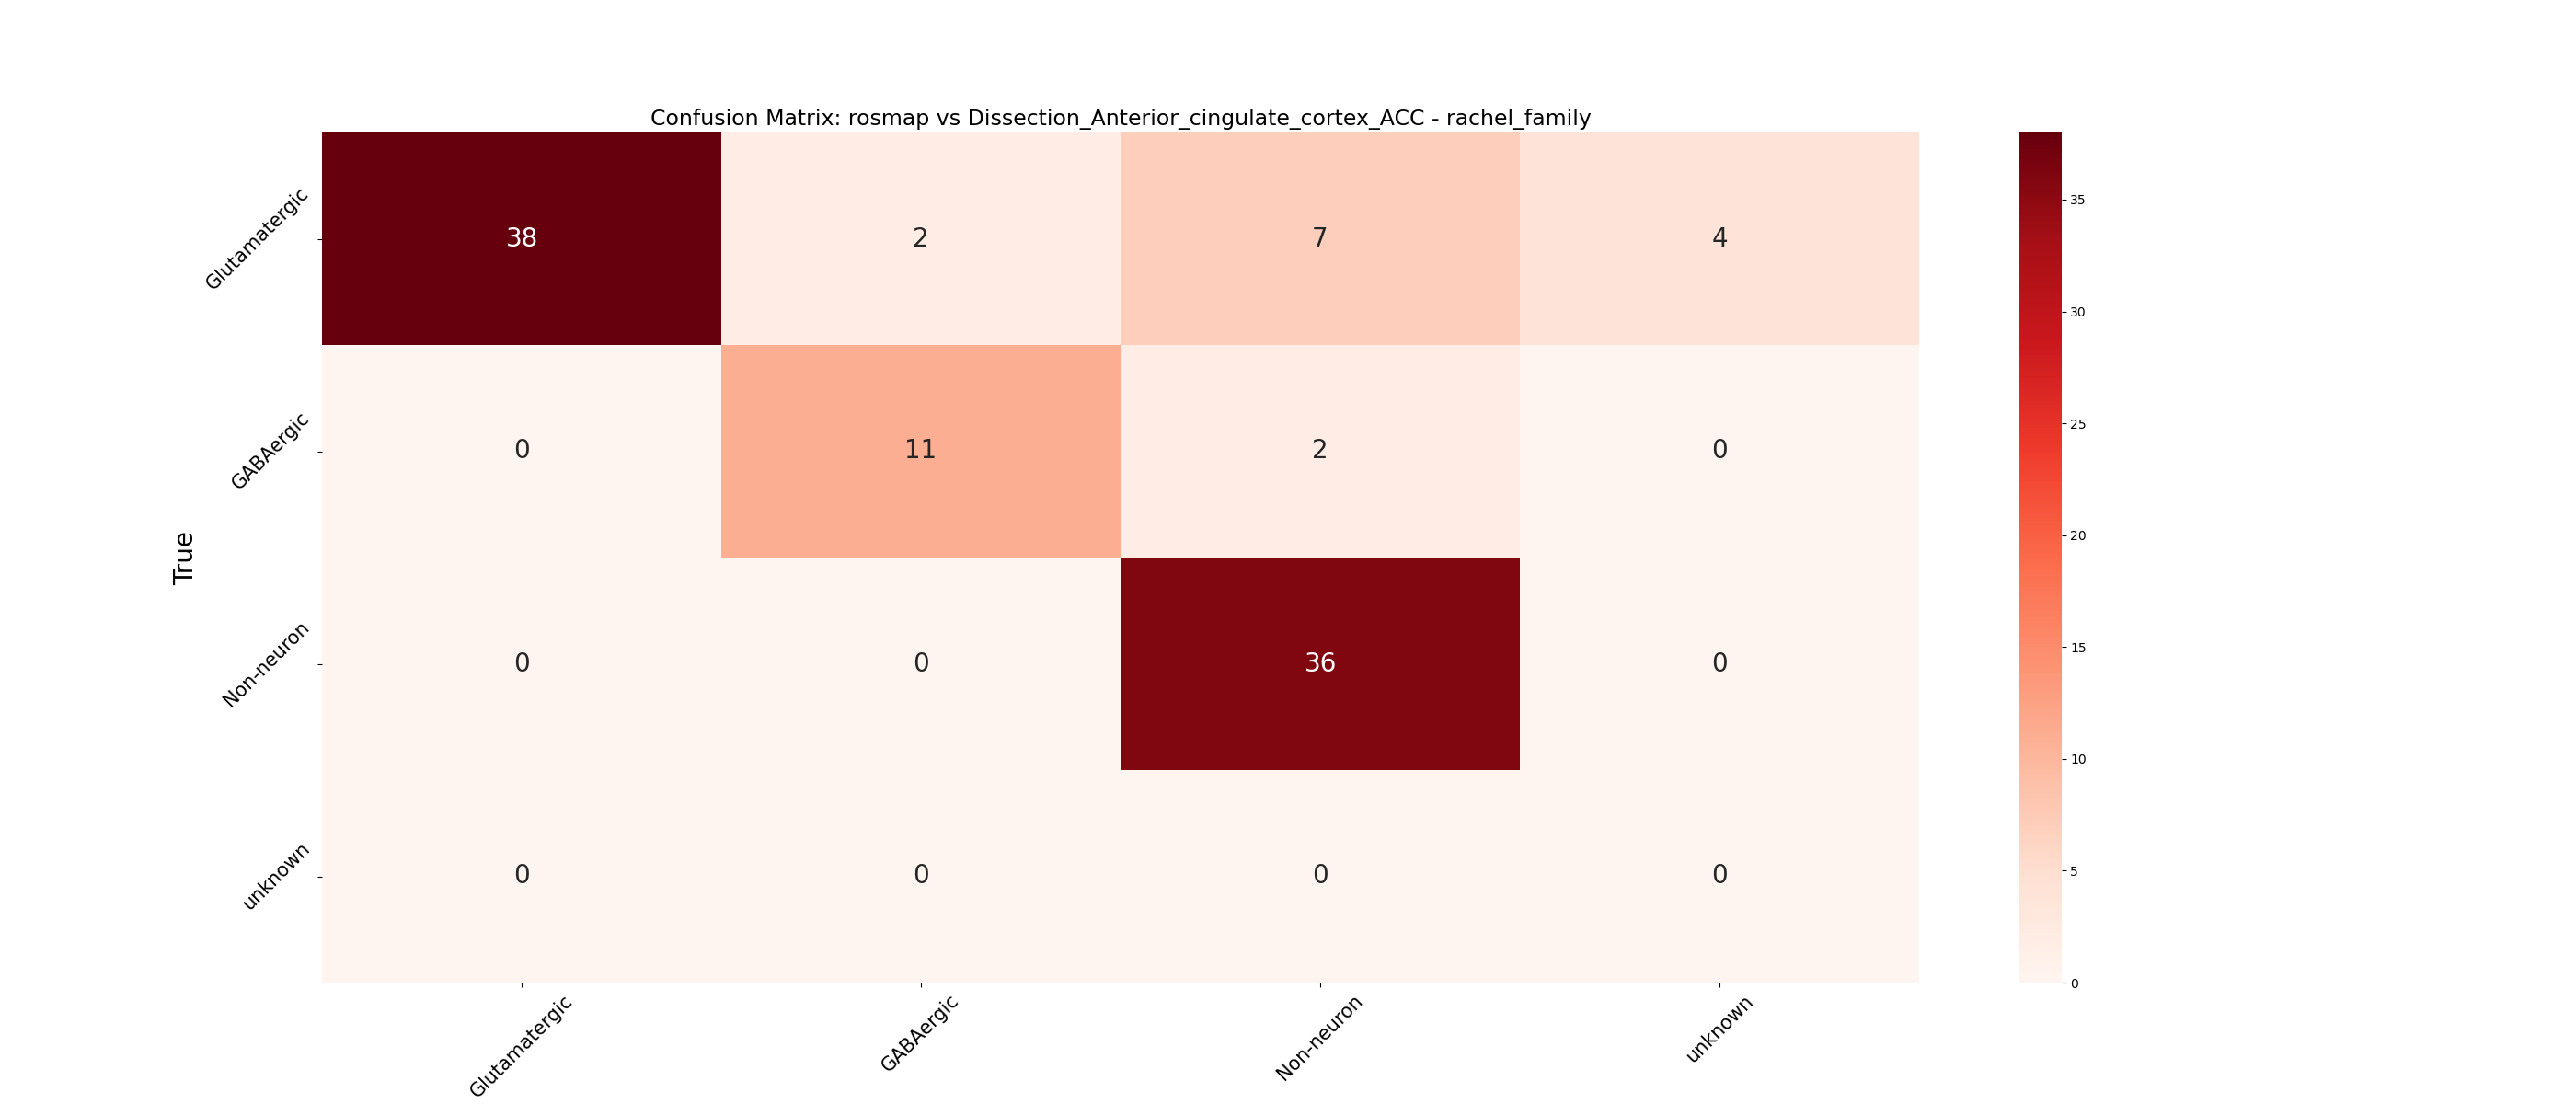 Confusion Matrix: rosmap vs Dissection_Anterior_cingulate_cortex_ACC - rachel_family
Glutamatergic
38
2
7
4
GABAergic
0
11
2
0
Non-neuron
0
0
36
0
unknown
0
0
0
0
True
Glutamatergic
GABAergic
Non-neuron
unknown
35
30
25
20
15
10
5
0